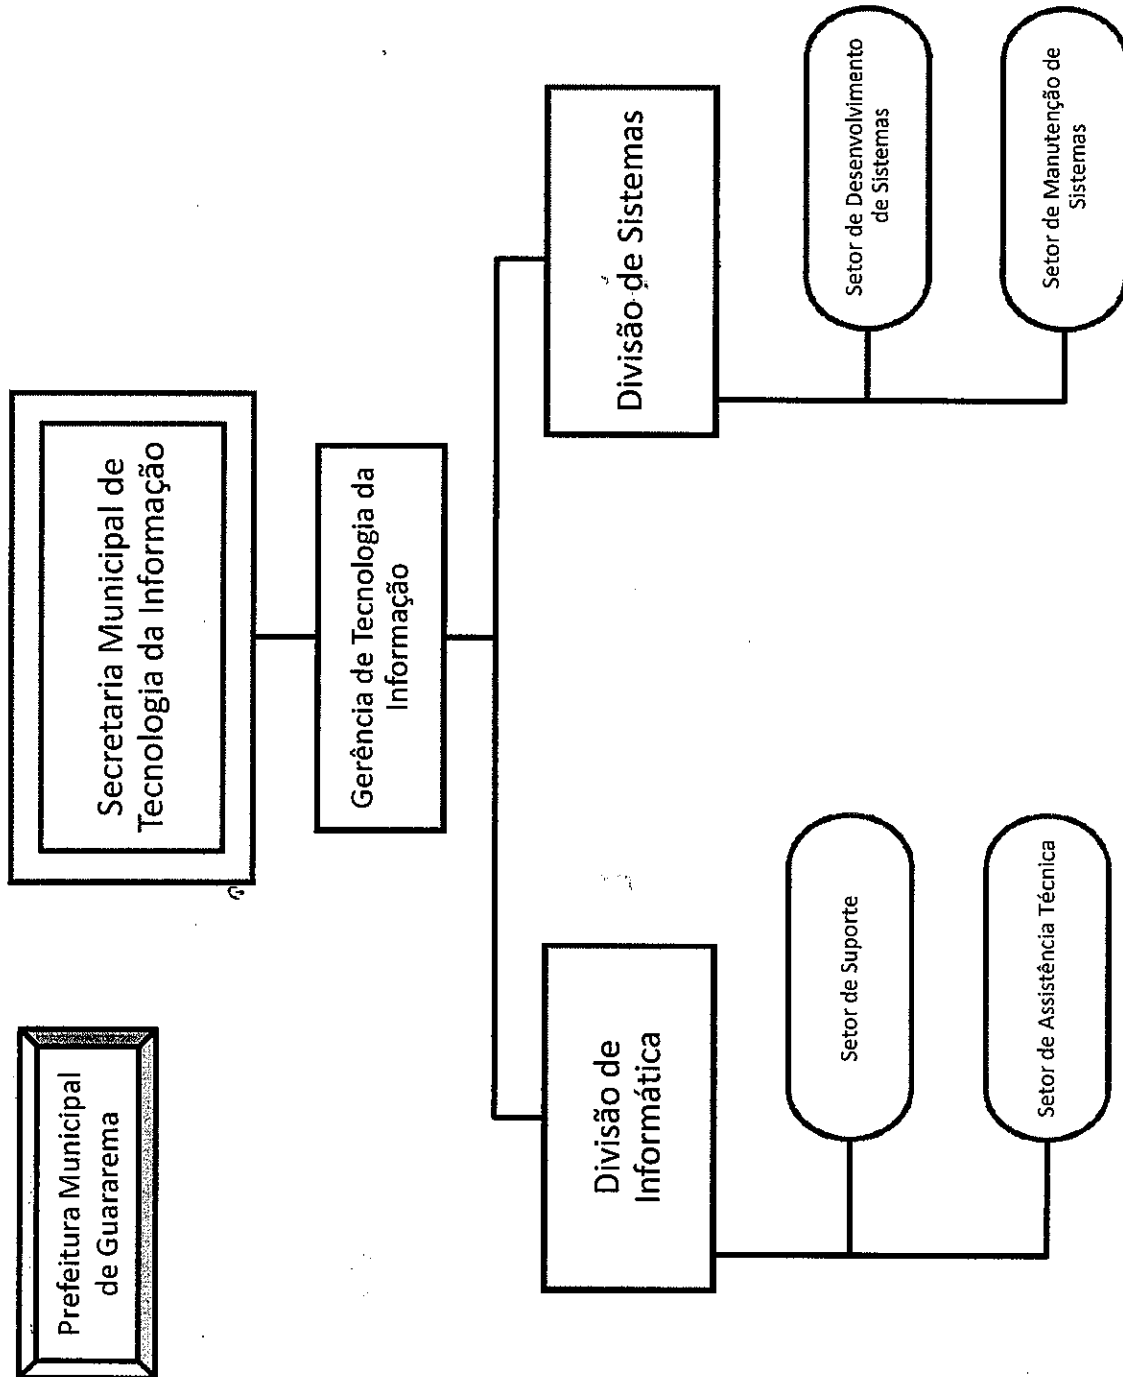 Prefeitura Municipal
de Guararema
Secretaria Municipal de
Tecnologia da Informação
Gerência de Tecnologia da
Informação
Divisão de
Informática
Divisão de Sistemas
Setor de Suporte
Setor de Assistência Técnica
Setor de Desenvolvimento
de Sistemas
Setor de Manutenção de
Sistemas